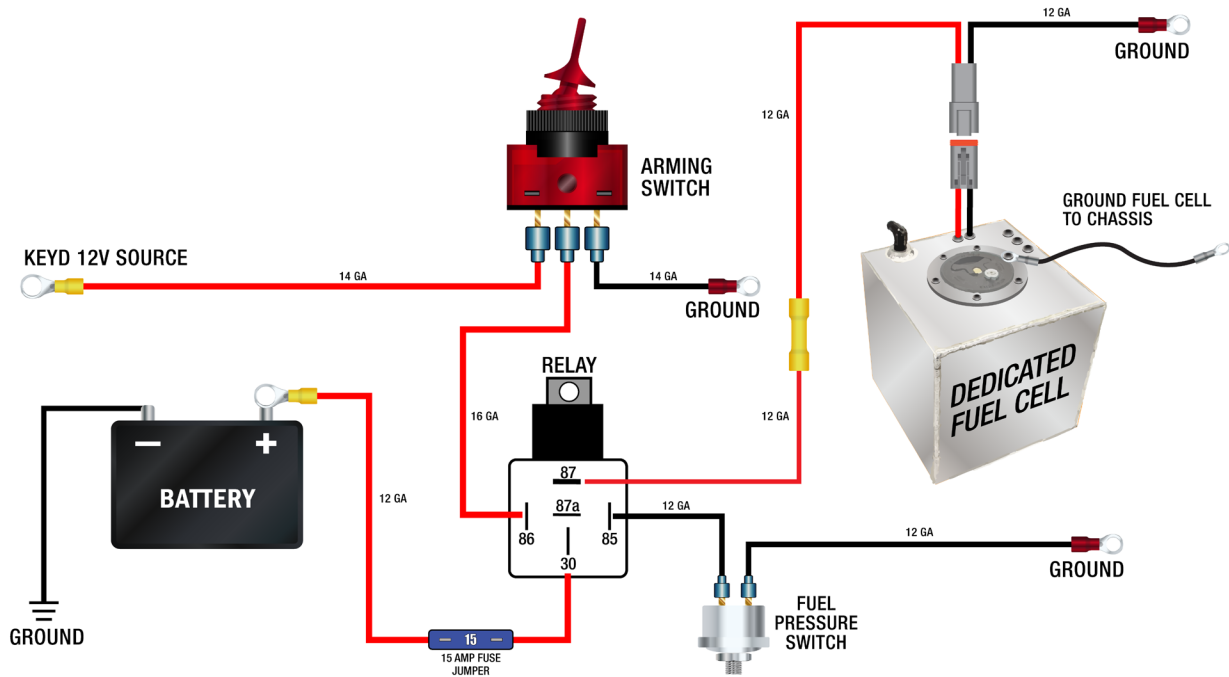 12 GA
GROUND
12 GA
ARMING
SWITCH
GROUND FUEL CELL
TO CHASSIS
KEYD 12V SOURCE
14 GA
14 GA
GROUND
RELAY
DEDICATED
FUEL CELL
16 GA
12 GA
87
BATTERY
12 GA
87a
12 GA
86
85
30
12 GA
GROUND
GROUND
15
15 AMP FUSE
JUMPER
FUEL
PRESSURE
SWITCH